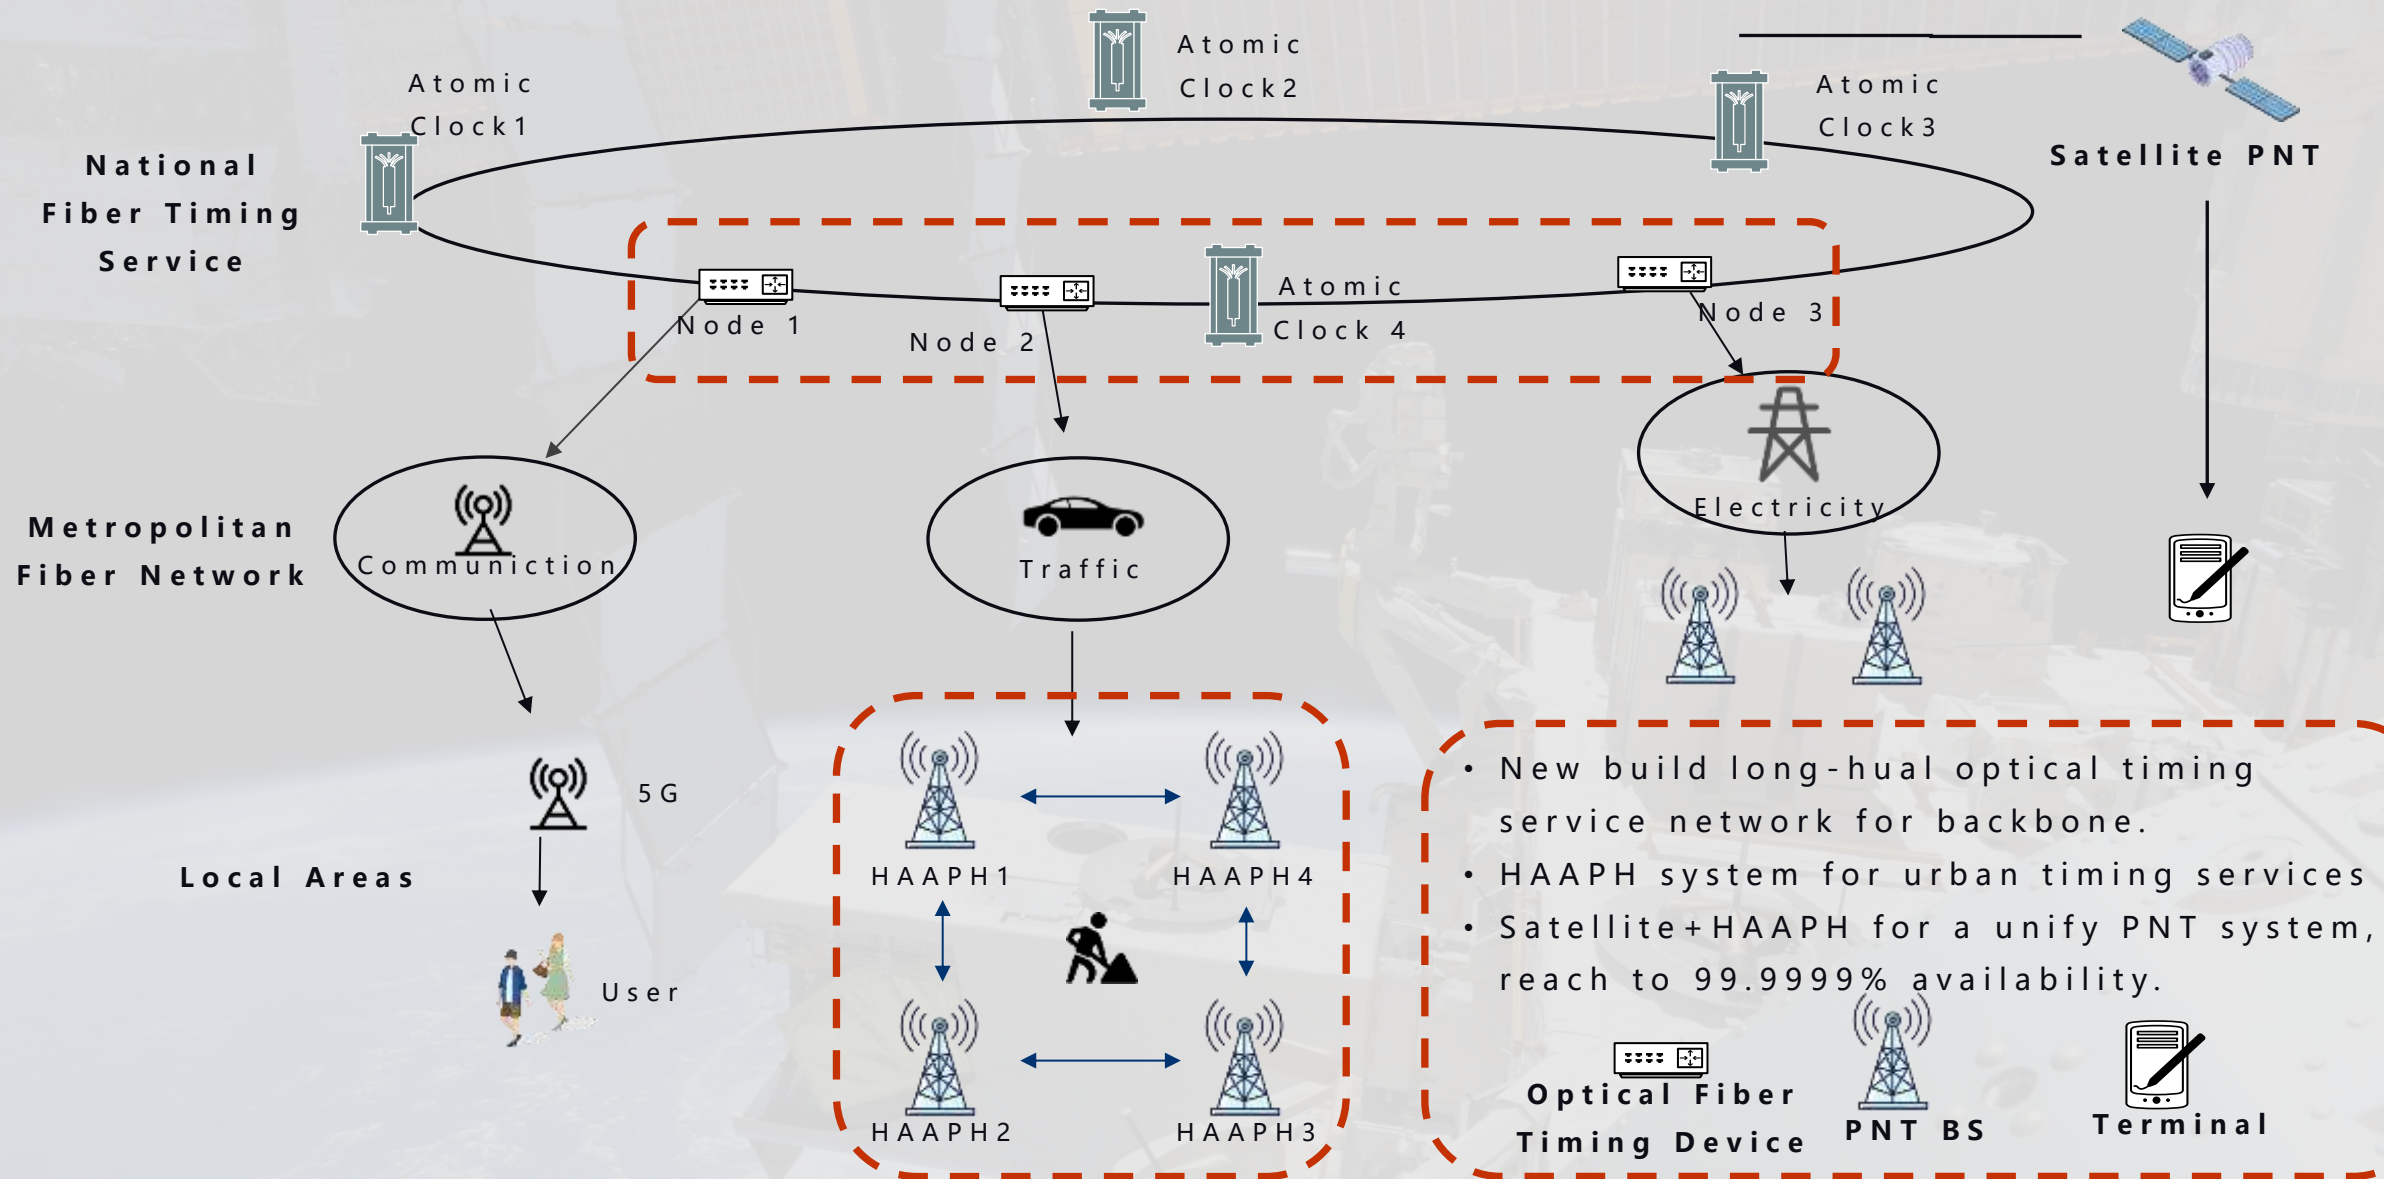 Atomic
Clock1
Atomic
Clock2
Atomic
Clock3
Satellite PNT
National
Fiber Timing
Service
Node 1
Node 2
Atomic
Clock 4
Node 3
Metropolitan
Fiber Network
Communiction
Traffic
Electricity
Local Areas
5G
User
HAAPH1
HAAPH4
HAAPH2
HAAPH3
• New build long-hual optical timing
service network for backbone.
• HAAPH system for urban timing services
• Satellite+HAAPH for a unify PNT system,
reach to 99.9999% availability.
Optical Fiber
Timing Device
PNT BS
Terminal